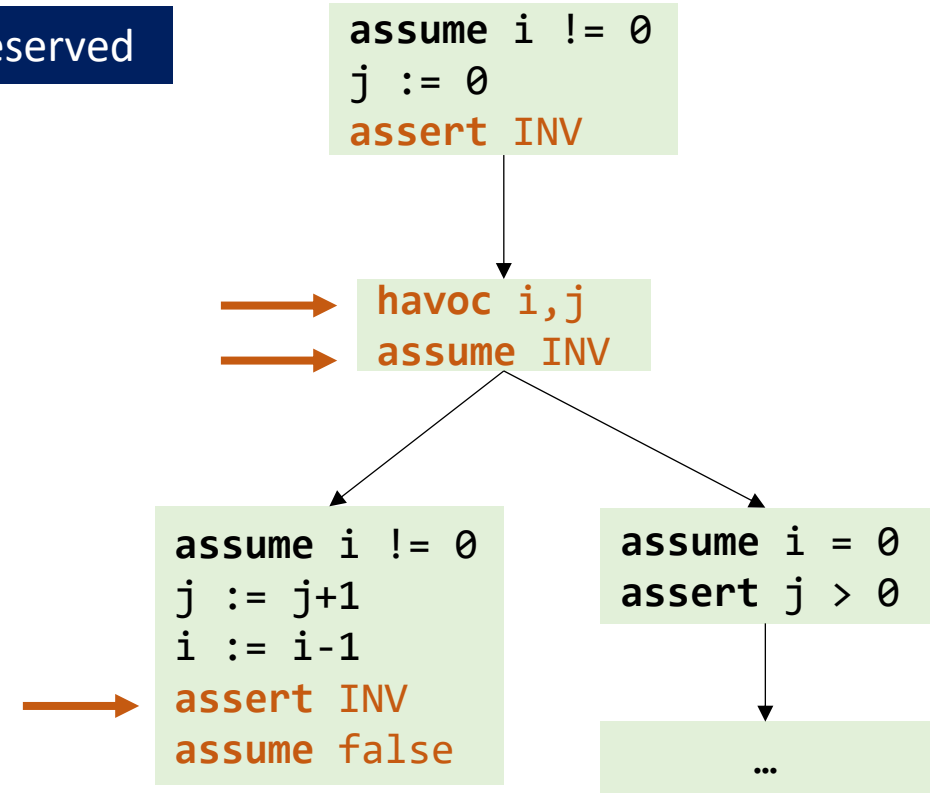 assume i != 0
j := 0
assert INV
havoc i,j
assume INV
assume i != 0
j := j+1
i := i-1
assert INV
assume false
assume i = 0
assert j > 0
…